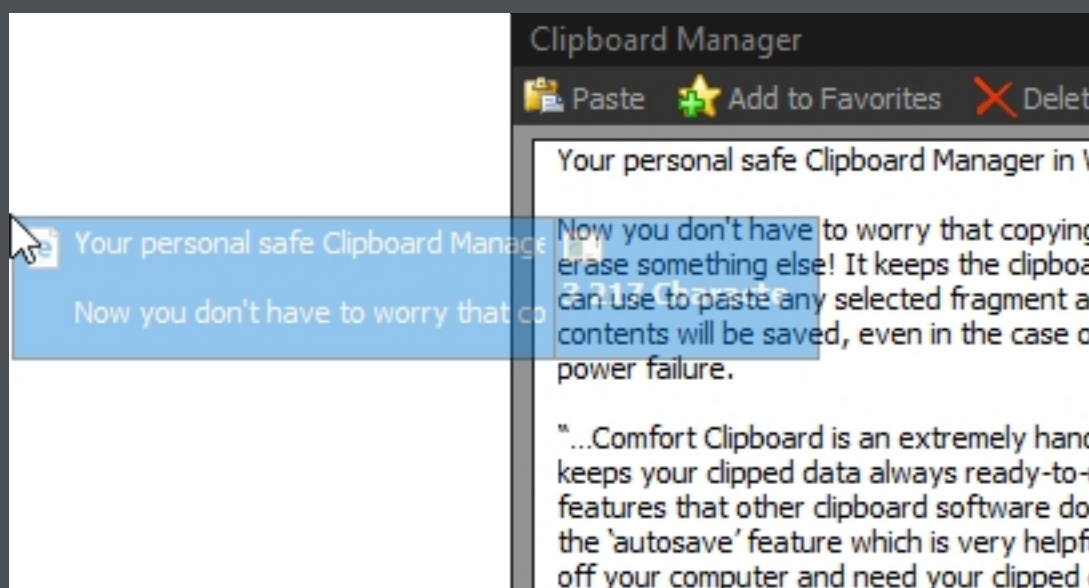 Clipboard Manager
Paste Add to Favorites Delet
Your personal safe Clipboard Manager in
Now you don't have to worry that copying
erase something else! It keeps the clipboa
can use to paste any selected fragment a
contents will be saved, even in the case o
power failure.
"...Comfort Clipboard is an extremely hand
keeps your clipped data always ready-to-
features that other clipboard software do
the 'autosave' feature which is very helpf
off your computer and need your clipped
Your personal safe Clipboard Manage
Now you don't have to worry that co
3,217 Characte